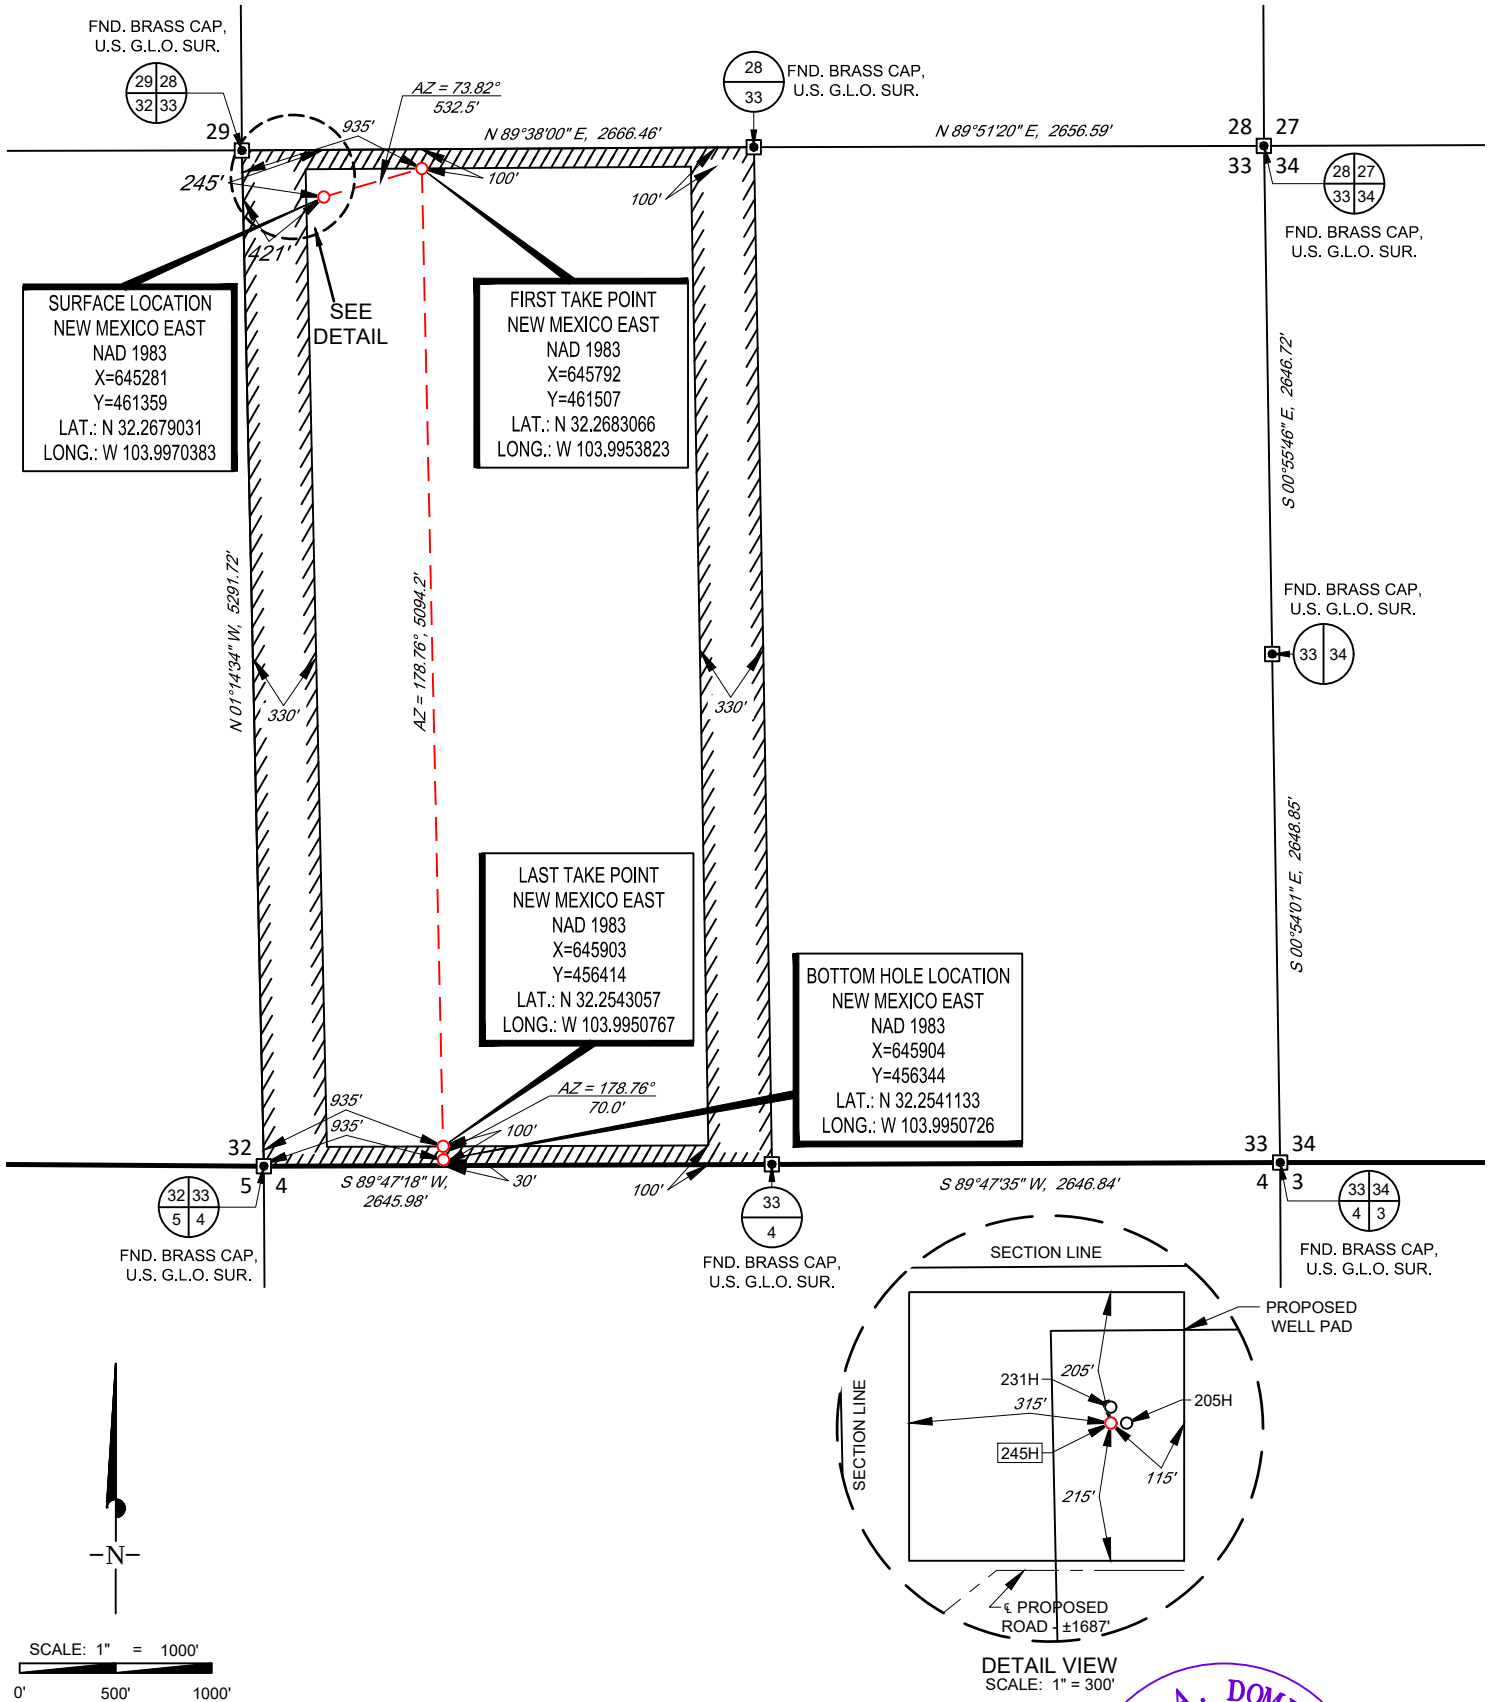 FND. BRASS CAP,
U.S. G.L.O. SUR.
29 28
32 33
29
AZ = 73.82°
532.5'
935'
N 89°38'00" E, 2666.46'
28
33
FND. BRASS CAP,
U.S. G.L.O. SUR.
N 89°51'20" E, 2656.59'
28 27
33 34
28 27
33 34
FND. BRASS CAP,
U.S. G.L.O. SUR.
245'
100'
100'
421'
SEE
DETAIL
SURFACE LOCATION
NEW MEXICO EAST
NAD 1983
X=645281
Y=461359
LAT.: N 32.2679031
LONG.: W 103.9970383
FIRST TAKE POINT
NEW MEXICO EAST
NAD 1983
X=645792
Y=461507
LAT.: N 32.2683066
LONG.: W 103.9953823
S 00°55'46" E, 2646.72'
N 01°14'34" W, 5291.72'
AZ = 178.76°, 5094.2'
330'
330'
FND. BRASS CAP,
U.S. G.L.O. SUR.
33 34
S 00°54'01" E, 2648.85'
LAST TAKE POINT
NEW MEXICO EAST
NAD 1983
X=645903
Y=456414
LAT.: N 32.2543057
LONG.: W 103.9950767
BOTTOM HOLE LOCATION
NEW MEXICO EAST
NAD 1983
X=645904
Y=456344
LAT.: N 32.2541133
LONG.: W 103.9950726
AZ = 178.76°
70.0'
935'
935'
100'
32
5 4
32 33
5 4
FND. BRASS CAP,
U.S. G.L.O. SUR.
S 89°47'18" W,
2645.98'
30'
100'
33
4
FND. BRASS CAP,
U.S. G.L.O. SUR.
S 89°47'35" W, 2646.84'
33 34
4 3
33 34
4 3
FND. BRASS CAP,
U.S. G.L.O. SUR.
SECTION LINE
SECTION LINE
PROPOSED
WELL PAD
205'
231H
315'
205H
245H
115'
215'
℄ PROPOSED
ROAD - ±1687'
DETAIL VIEW
SCALE: 1" = 300'
-N-
SCALE: 1" = 1000'
0' 500' 1000'